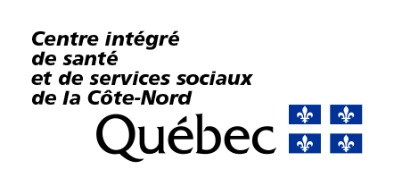 Centre intégré
de santé
et de services sociaux
de la Côte-Nord
Québec